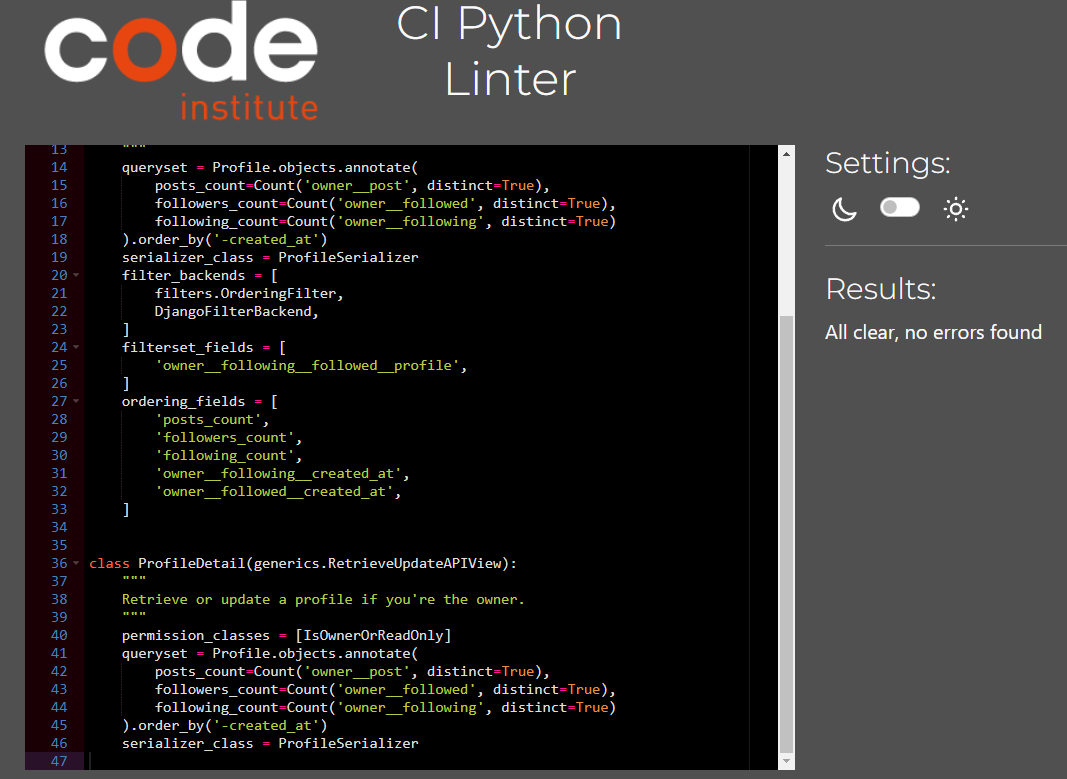 code
institute
CI Python
Linter
13 """
14 queryset = Profile.objects.annotate(
15 posts_count=Count('owner__post', distinct=True),
16 followers_count=Count('owner__followed', distinct=True),
17 following_count=Count('owner__following', distinct=True)
18 ).order_by('-created_at')
19 serializer_class = ProfileSerializer
20 filter_backends = [
21 filters.OrderingFilter,
22 DjangoFilterBackend,
23 ]
24 filterset_fields = [
25 'owner__following__followed__profile',
26 ]
27 ordering_fields = [
28 'posts_count',
29 'followers_count',
30 'following_count',
31 'owner__following__created_at',
32 'owner__followed__created_at',
33 ]
34
35
36 class ProfileDetail(generics.RetrieveUpdateAPIView):
37 """
38 Retrieve or update a profile if you're the owner.
39 """
40 permission_classes = [IsOwnerOrReadOnly]
41 queryset = Profile.objects.annotate(
42 posts_count=Count('owner__post', distinct=True),
43 followers_count=Count('owner__followed', distinct=True),
44 following_count=Count('owner__following', distinct=True)
45 ).order_by('-created_at')
46 serializer_class = ProfileSerializer
47
Settings:
Results:
All clear, no errors found